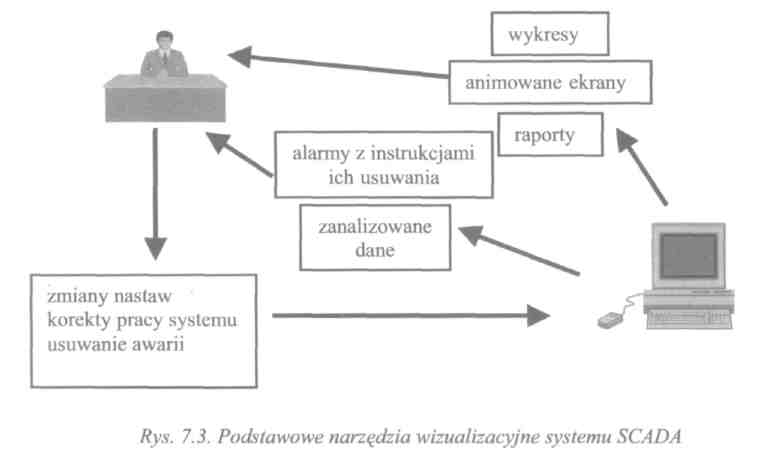 wykresy
animowane ekrany
raporty
alarmy z instrukcjami
ich usuwania
zanalizowane
dane
zmiany nastaw
korekty pracy systemu
usuwanie awarii
Rys. 7.3. Podstawowe narzędzia wizualizacyjne systemu SCADA